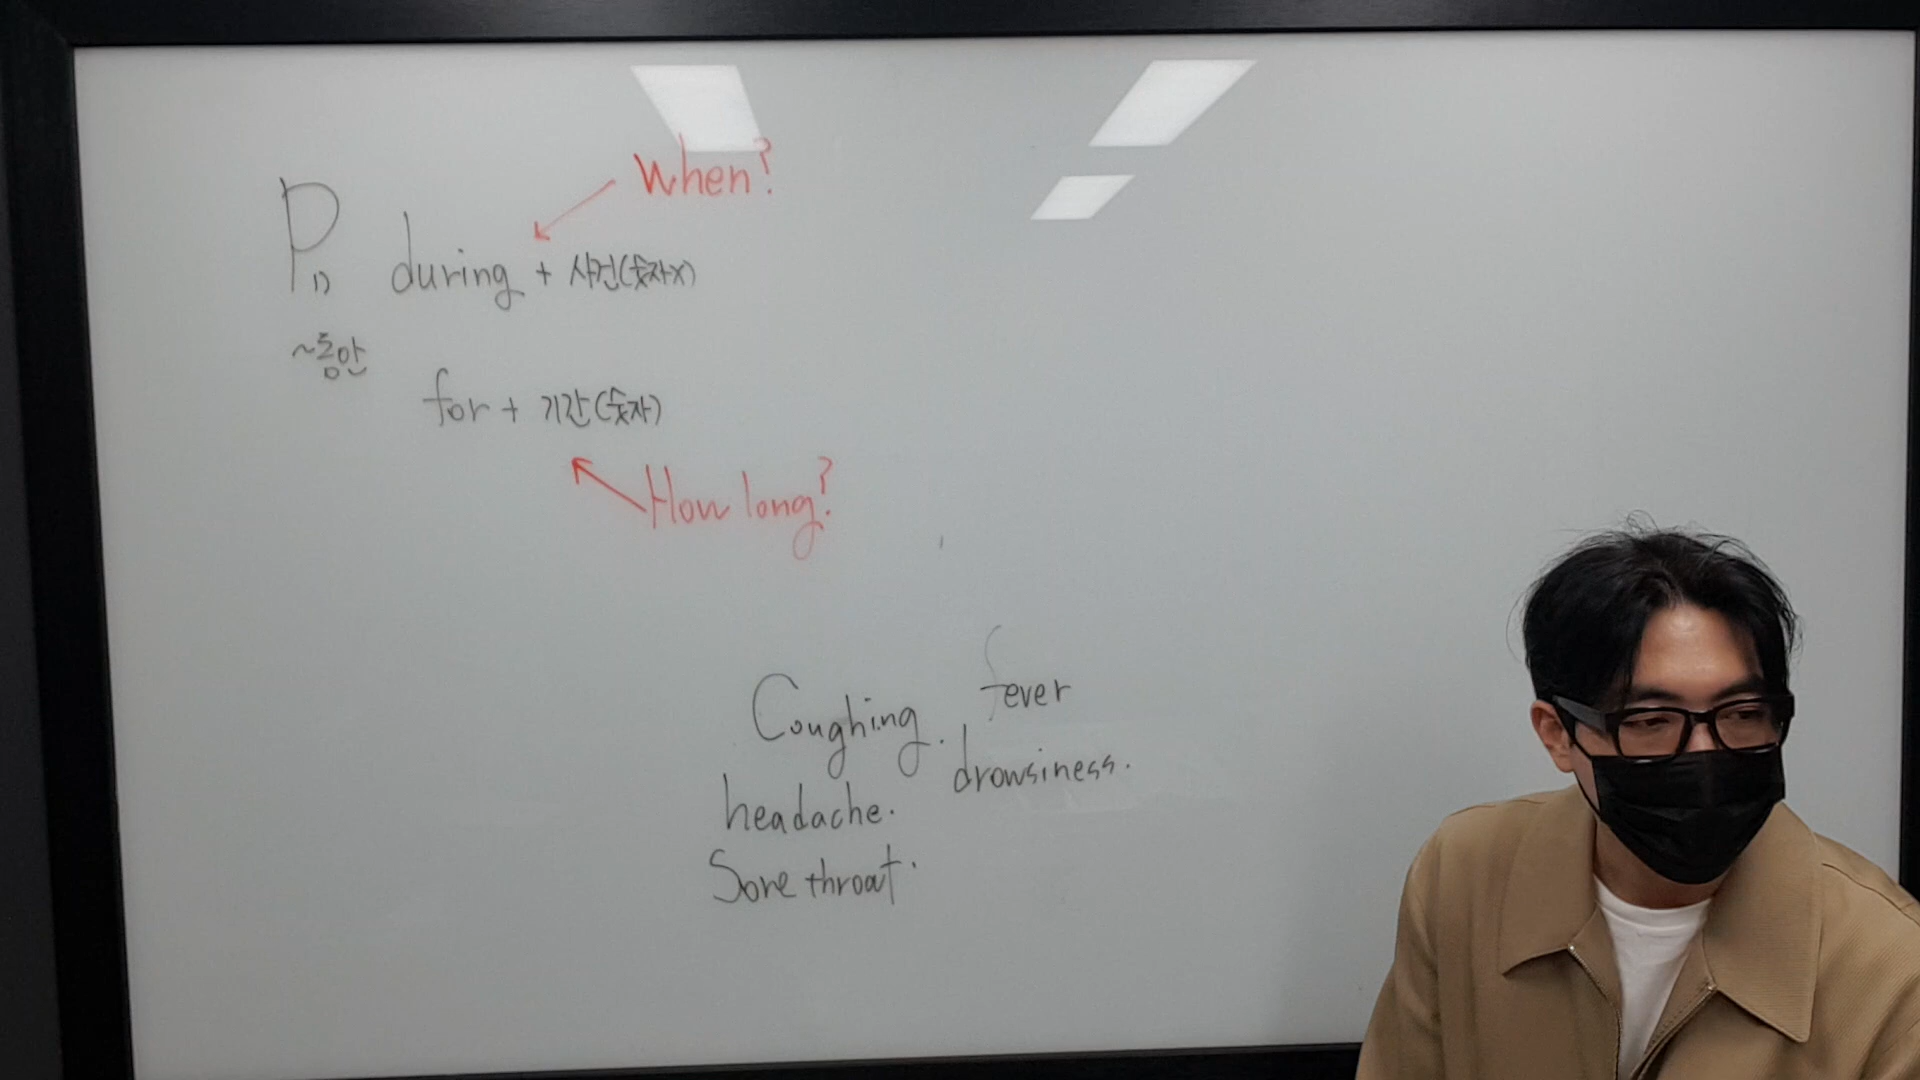 When?
P. 1) during + 사건(숫자x)
~동안
for + 기간(숫자)
How long?
Coughing. fever
headache. drowsiness.
Sore throat.